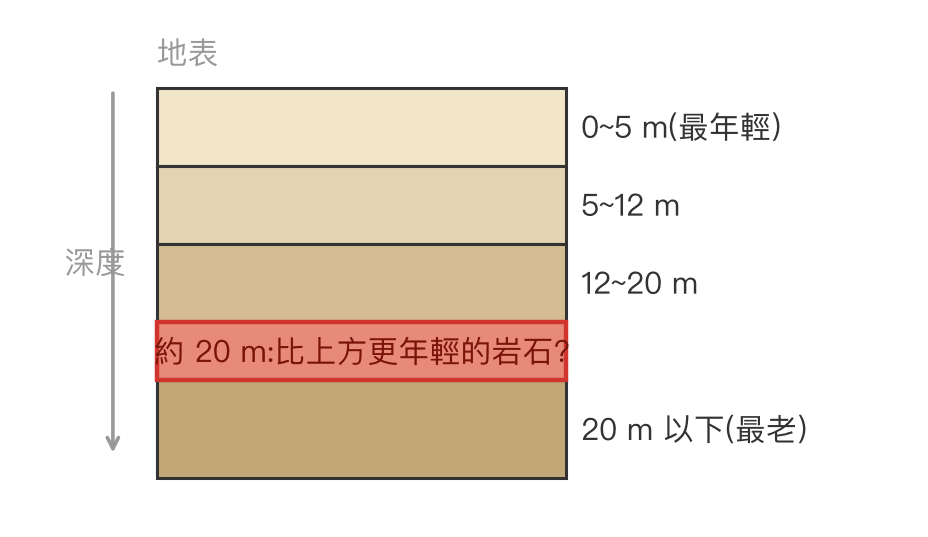 地表
0~5 m(最年輕)
5~12 m
深度
12~20 m
約 20 m:比上方更年輕的岩石?
20 m 以下(最老)